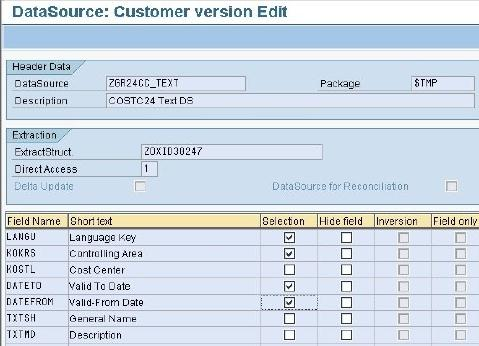 DataSource: Customer version Edit
Header Data
DataSource ZGR24CC_TEXT Package $TMP
Description COSTC24 Text DS
Extraction
ExtractStruct. ZOXID30247
Direct Access 1
Delta Update DataSource for Reconciliation
Field Name Short text Selection Hide field Inversion Field only
LANGU Language Key
KOKRS Controlling Area
KOSTL Cost Center
DATETO Valid To Date
DATEFROM Valid-From Date
TXTSH General Name
TXTMD Description